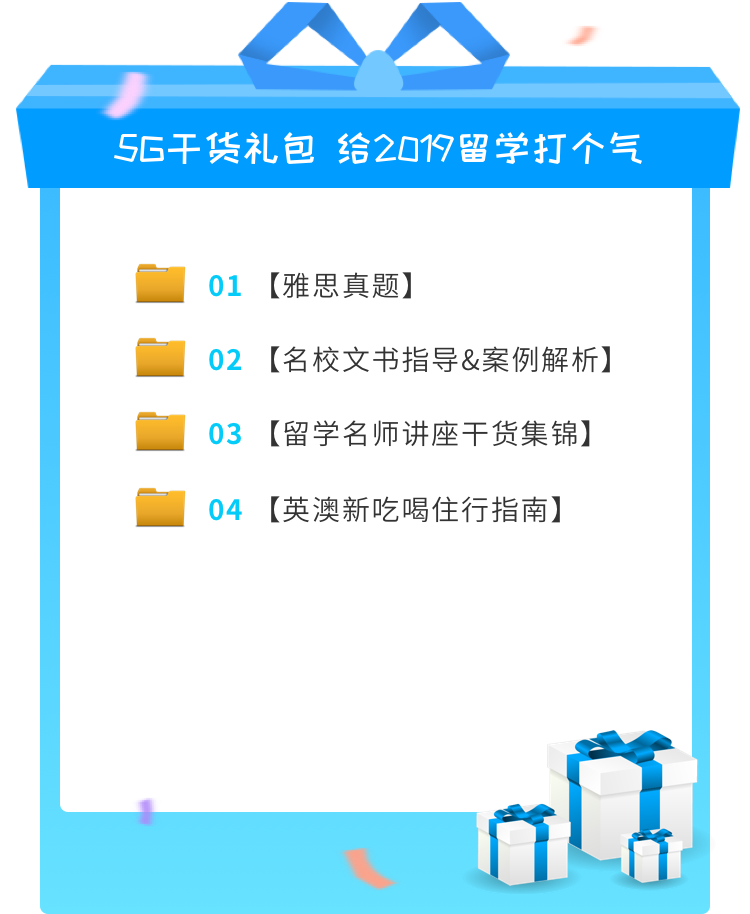 5G干货礼包 给2019留学打个气
01 【雅思真题】
02 【名校文书指导&案例解析】
03 【留学名师讲座干货集锦】
04 【英澳新吃喝住行指南】